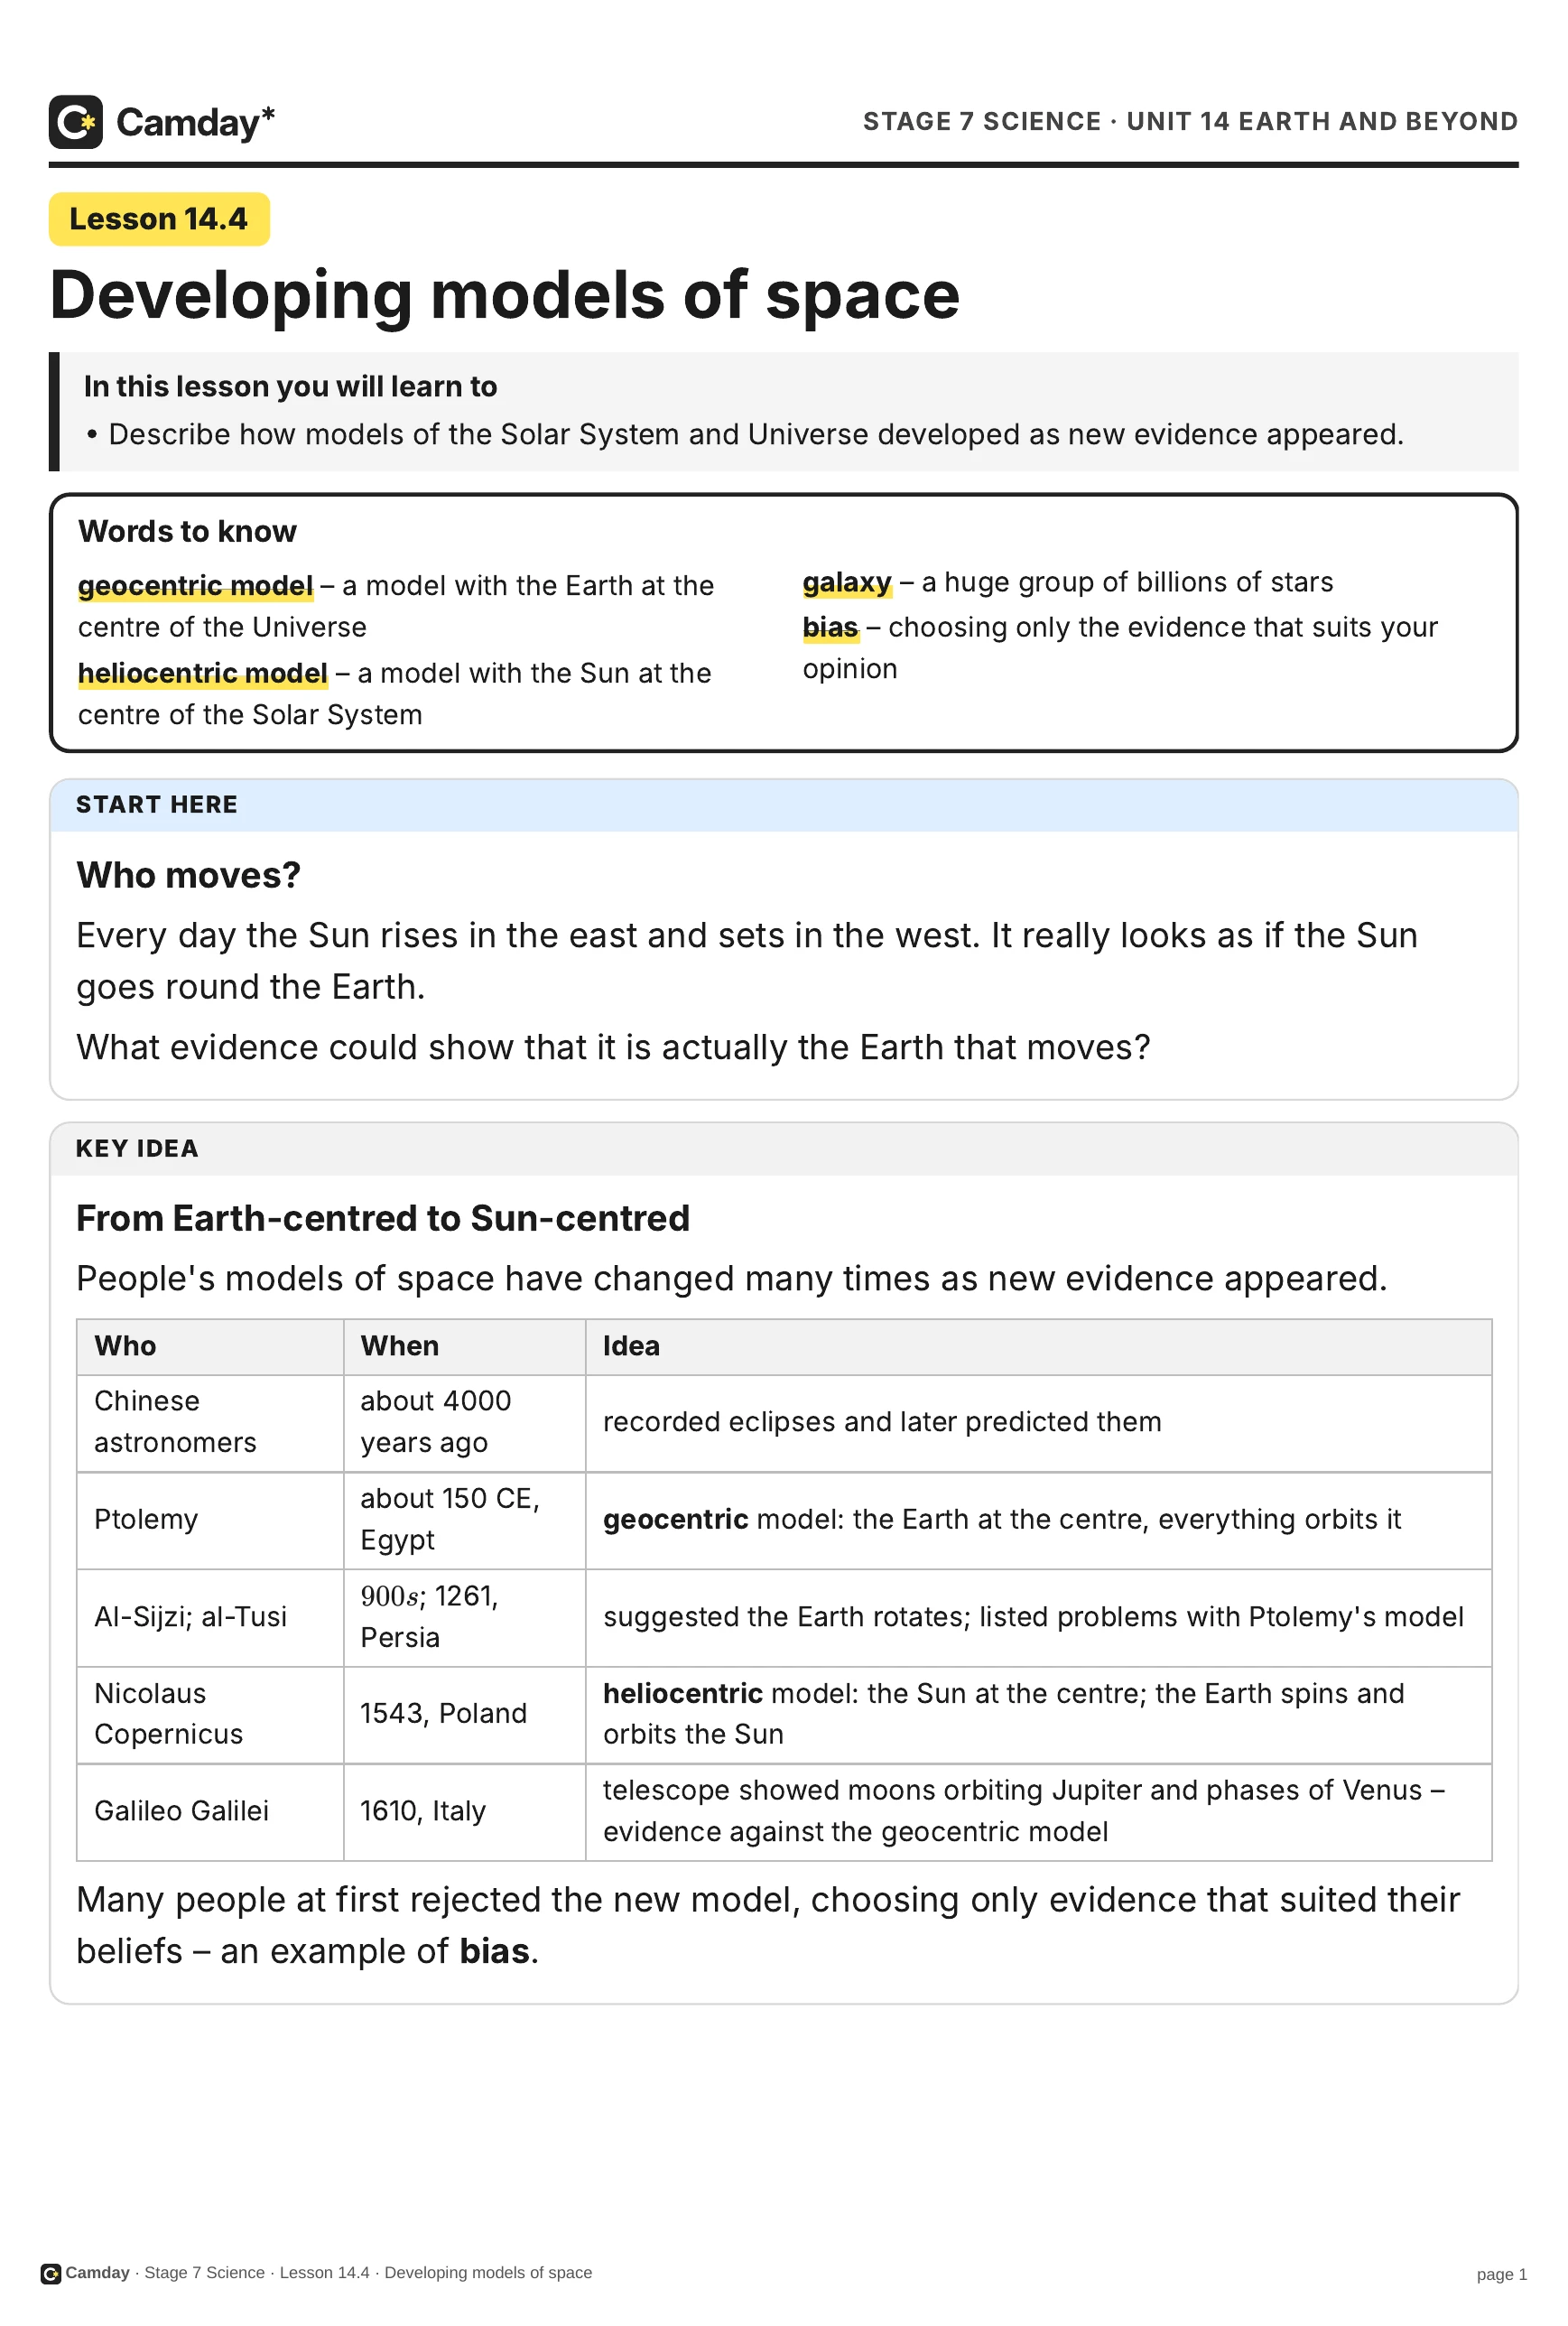 Camday*
STAGE 7 SCIENCE · UNIT 14 EARTH AND BEYOND
Lesson 14.4
Developing models of space
In this lesson you will learn to
• Describe how models of the Solar System and Universe developed as new evidence appeared.
Words to know
geocentric model – a model with the Earth at the
centre of the Universe
heliocentric model – a model with the Sun at the
centre of the Solar System
galaxy – a huge group of billions of stars
bias – choosing only the evidence that suits your
opinion
START HERE
Who moves?
Every day the Sun rises in the east and sets in the west. It really looks as if the Sun
goes round the Earth.
What evidence could show that it is actually the Earth that moves?
KEY IDEA
From Earth-centred to Sun-centred
People's models of space have changed many times as new evidence appeared.
Who When Idea
Chinese
astronomers
about 4000
years ago
recorded eclipses and later predicted them
Ptolemy
about 150 CE,
Egypt
geocentric model: the Earth at the centre, everything orbits it
Al-Sijzi; al-Tusi
900s; 1261,
Persia
suggested the Earth rotates; listed problems with Ptolemy's model
Nicolaus
Copernicus
1543, Poland
heliocentric model: the Sun at the centre; the Earth spins and
orbits the Sun
Galileo Galilei
1610, Italy
telescope showed moons orbiting Jupiter and phases of Venus –
evidence against the geocentric model
Many people at first rejected the new model, choosing only evidence that suited their
beliefs – an example of bias.
Camday · Stage 7 Science · Lesson 14.4 · Developing models of space
page 1